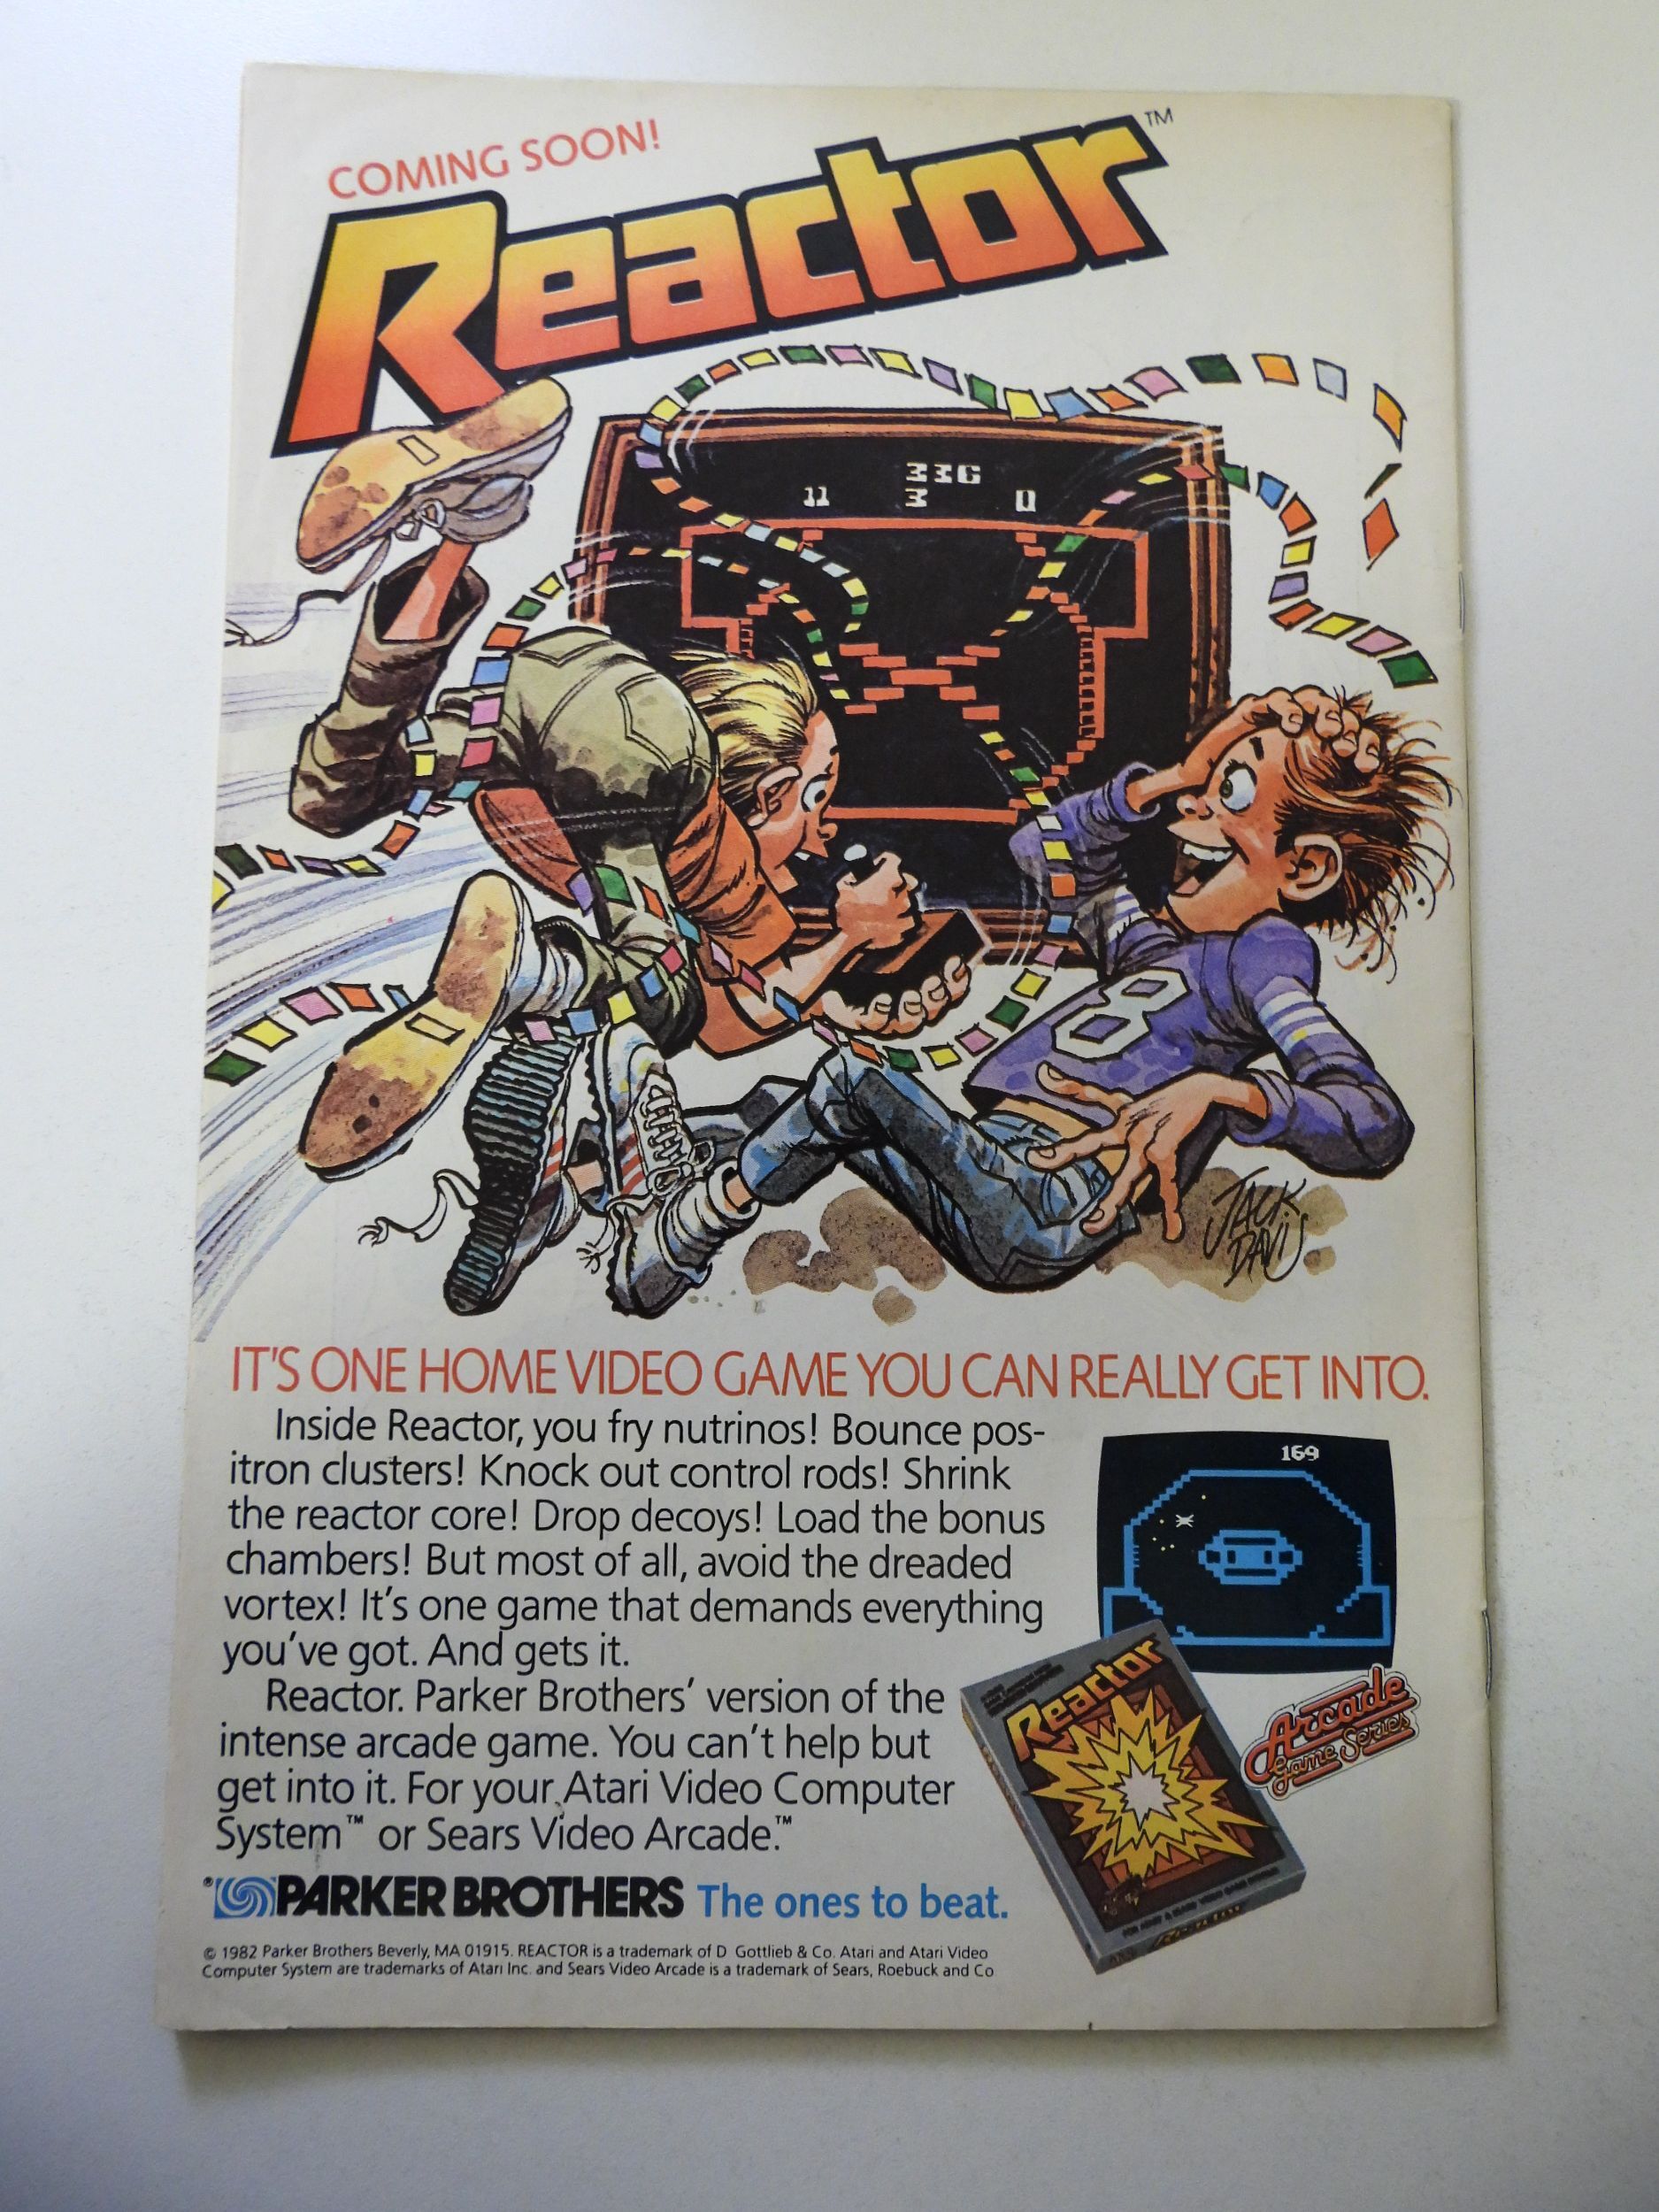 COMING SOON!
Reactor™
336
11 3 0
8
JACK
DAVIS
IT'S ONE HOME VIDEO GAME YOU CAN REALLY GET INTO.
Inside Reactor, you fry nutrinos! Bounce pos-
itron clusters! Knock out control rods! Shrink
the reactor core! Drop decoys! Load the bonus
chambers! But most of all, avoid the dreaded
vortex! It's one game that demands everything
you've got. And gets it.
Reactor. Parker Brothers' version of the
intense arcade game. You can't help but
get into it. For your Atari Video Computer
System™ or Sears Video Arcade.™
169
Reactor
Arcade
Game Series
® PARKER BROTHERS The ones to beat.
© 1982 Parker Brothers Beverly, MA 01915. REACTOR is a trademark of D Gottlieb & Co. Atari and Atari Video
Computer System are trademarks of Atari Inc. and Sears Video Arcade is a trademark of Sears, Roebuck and Co